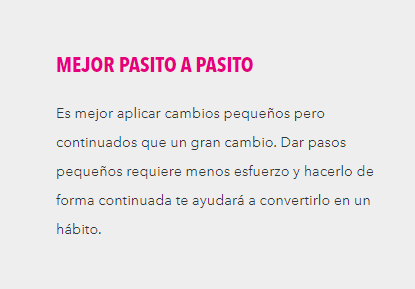 MEJOR PASITO A PASITO
Es mejor aplicar cambios pequeños pero
continuados que un gran cambio. Dar pasos
pequeños requiere menos esfuerzo y hacerlo de
forma continuada te ayudará a convertirlo en un
hábito.